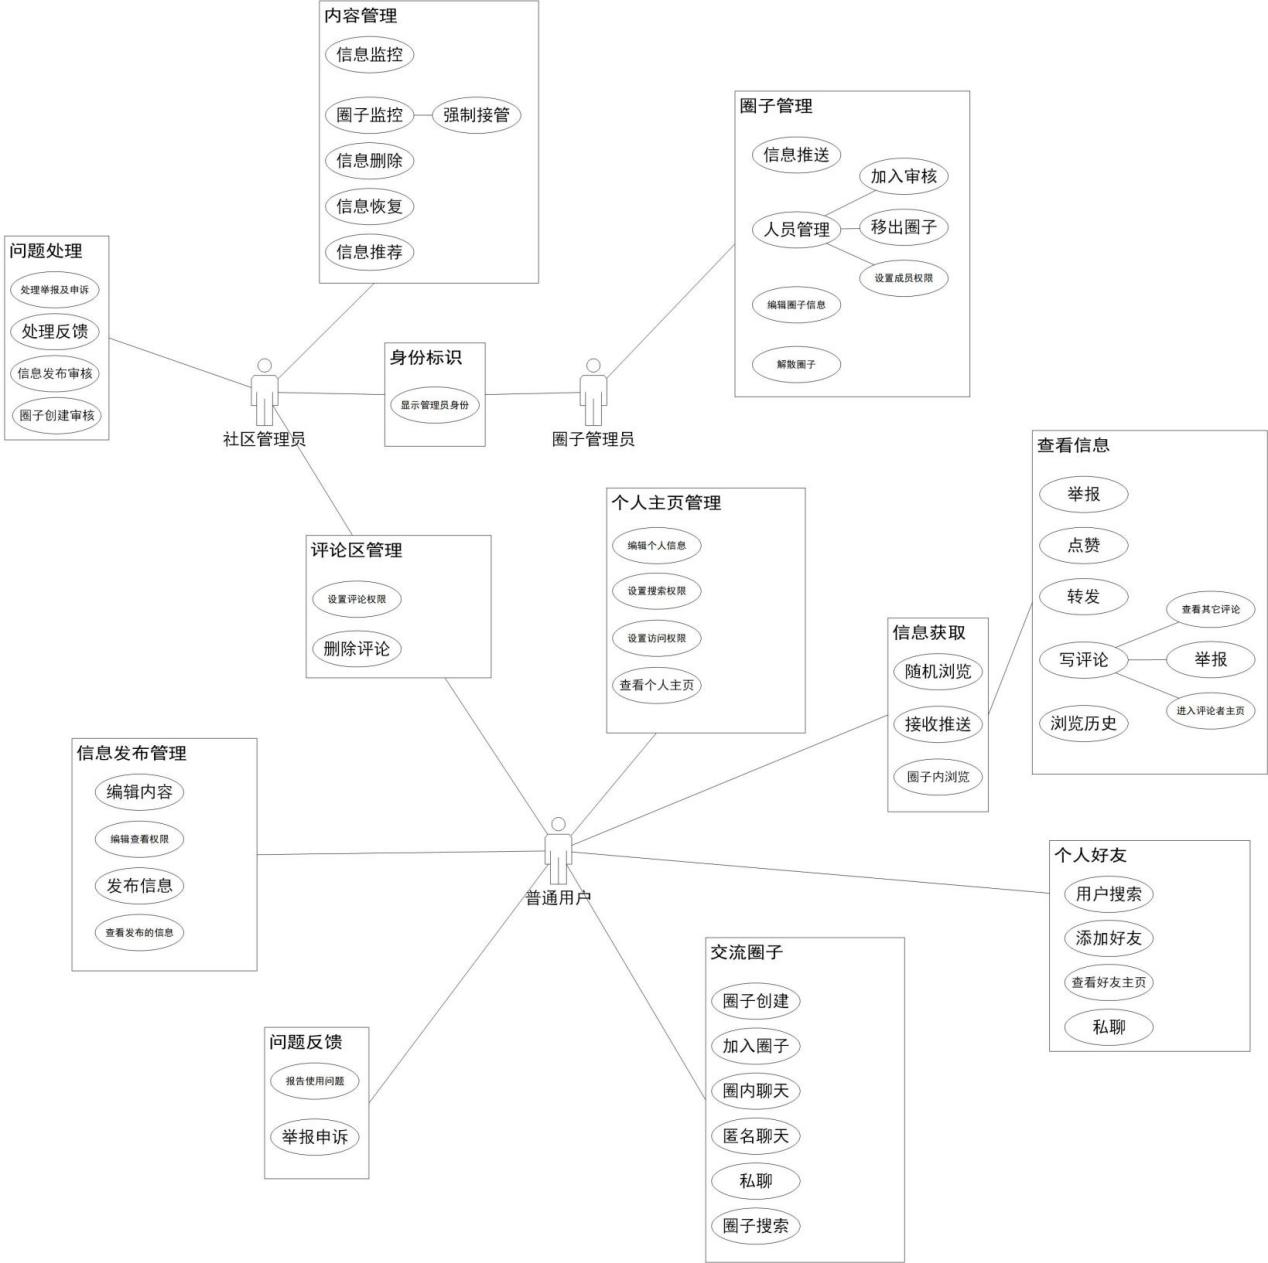 内容管理
信息监控
圈子监控
强制接管
信息删除
信息恢复
信息推荐
圈子管理
信息推送
加入审核
人员管理
移出圈子
设置成员权限
编辑圈子信息
解散圈子
问题处理
处理举报及申诉
处理反馈
信息发布审核
圈子创建审核
身份标识
显示管理员身份
社区管理员
圈子管理员
查看信息
举报
点赞
转发
查看其它评论
写评论
举报
进入评论者主页
浏览历史
个人主页管理
编辑个人信息
设置搜索权限
设置访问权限
查看个人主页
评论区管理
设置评论权限
删除评论
信息获取
随机浏览
接收推送
圈子内浏览
信息发布管理
编辑内容
编辑查看权限
发布信息
查看发布的信息
普通用户
个人好友
用户搜索
添加好友
查看好友主页
私聊
交流圈子
圈子创建
加入圈子
圈内聊天
匿名聊天
私聊
圈子搜索
问题反馈
报告使用问题
举报申诉